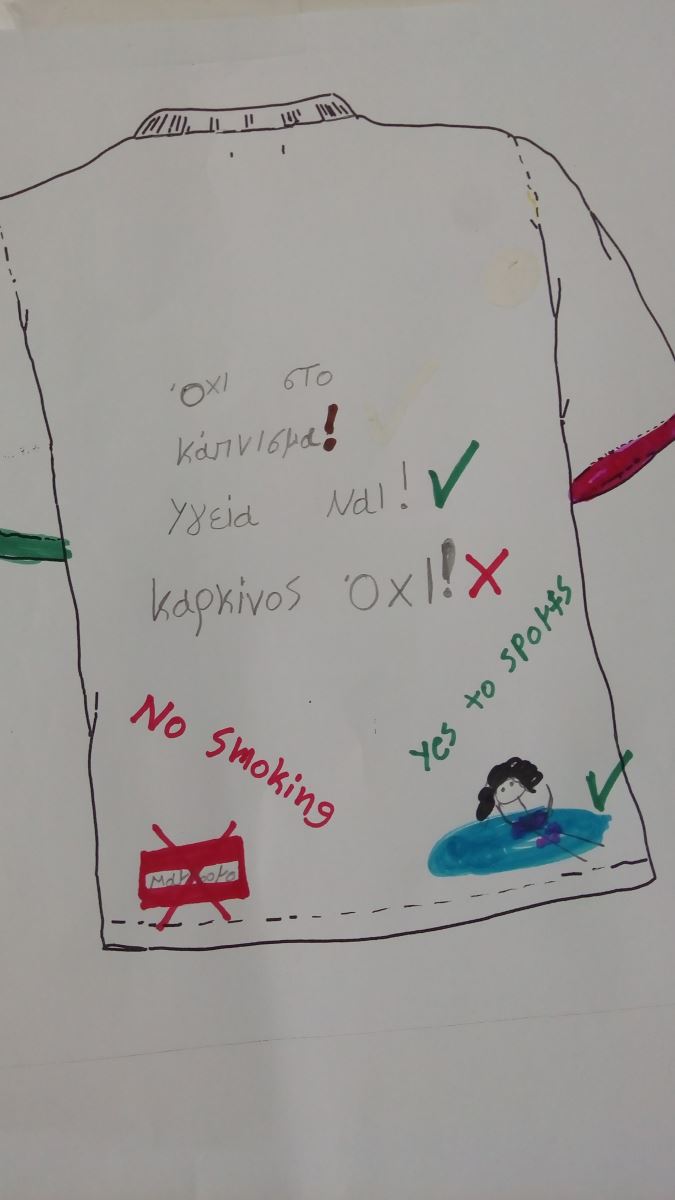 Όχι στο
κάπνισμα!
Υγεία Ναι! ✓
Καρκίνος Όχι! X
No smoking
Yes to sports